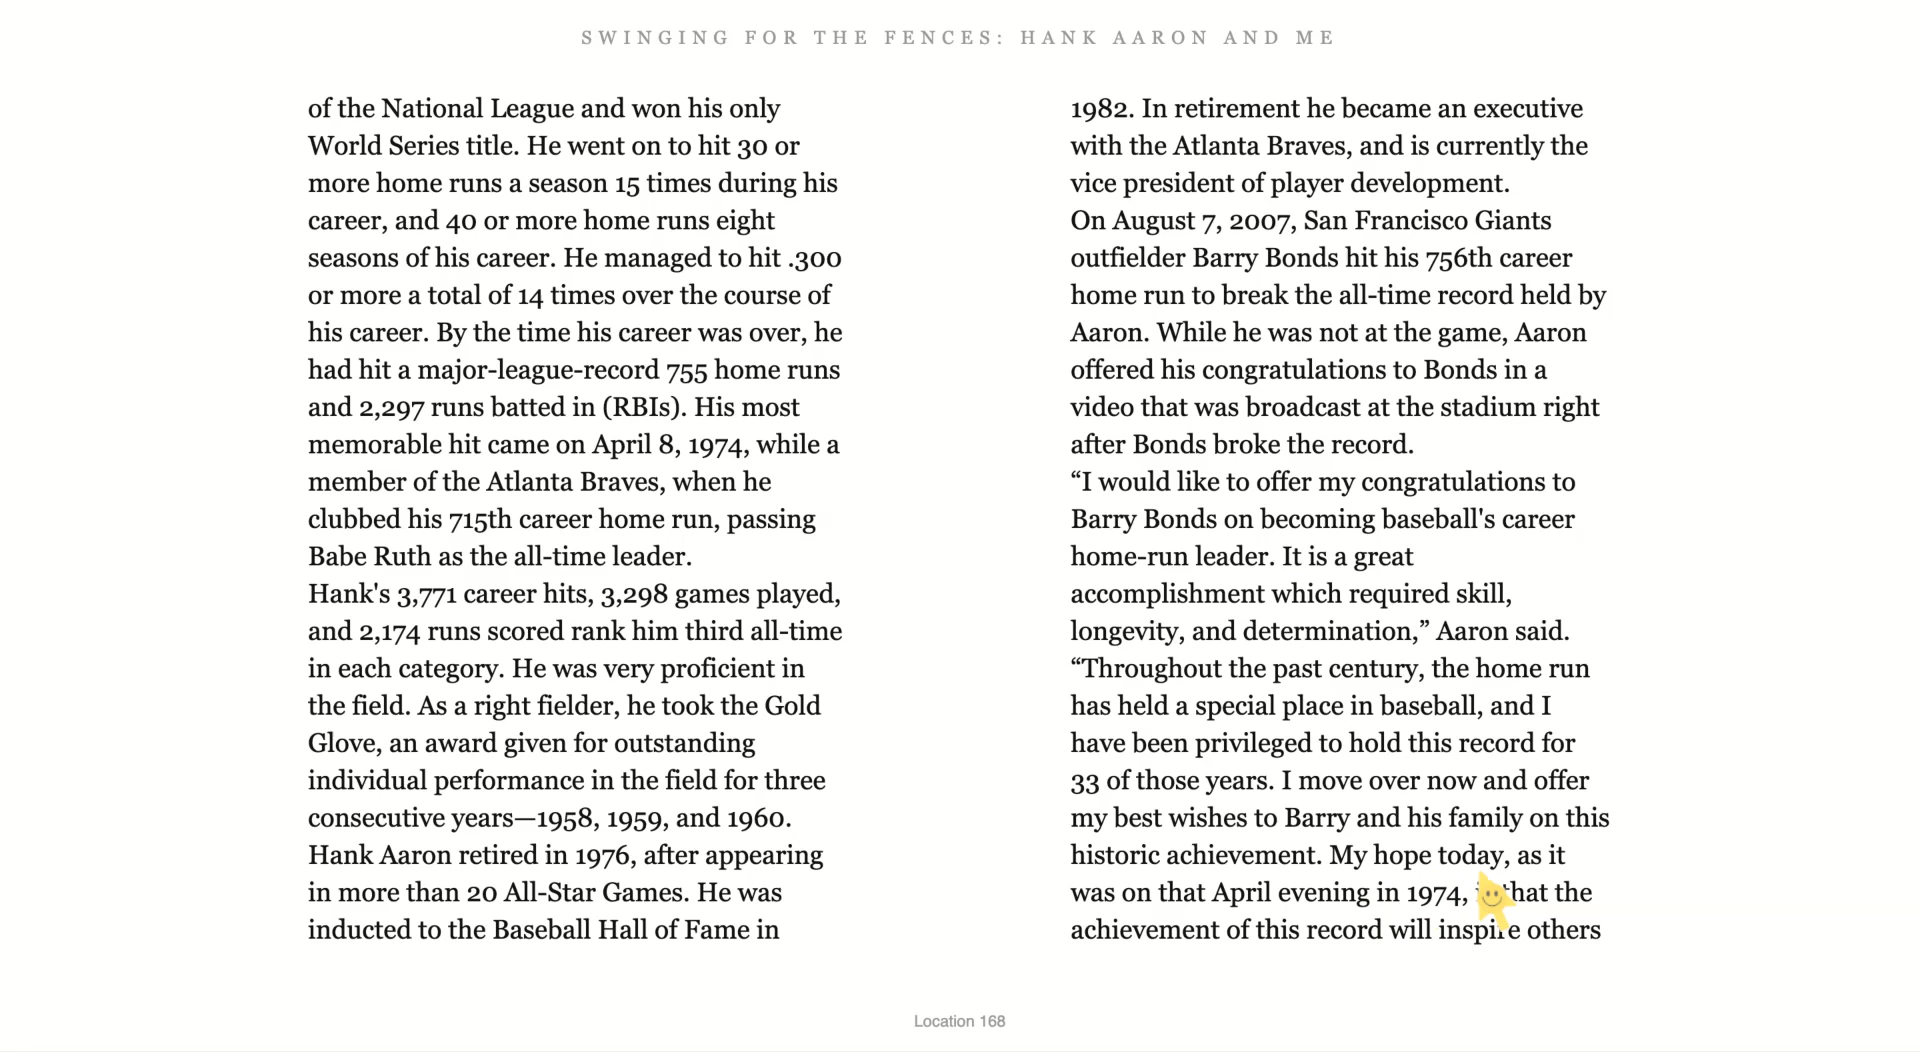 SWINGING FOR THE FENCES: HANK AARON AND ME
of the National League and won his only
World Series title. He went on to hit 30 or
more home runs a season 15 times during his
career, and 40 or more home runs eight
seasons of his career. He managed to hit .300
or more a total of 14 times over the course of
his career. By the time his career was over, he
had hit a major-league-record 755 home runs
and 2,297 runs batted in (RBIs). His most
memorable hit came on April 8, 1974, while a
member of the Atlanta Braves, when he
clubbed his 715th career home run, passing
Babe Ruth as the all-time leader.
Hank's 3,771 career hits, 3,298 games played,
and 2,174 runs scored rank him third all-time
in each category. He was very proficient in
the field. As a right fielder, he took the Gold
Glove, an award given for outstanding
individual performance in the field for three
consecutive years—1958, 1959, and 1960.
Hank Aaron retired in 1976, after appearing
in more than 20 All-Star Games. He was
inducted to the Baseball Hall of Fame in
1982. In retirement he became an executive
with the Atlanta Braves, and is currently the
vice president of player development.
On August 7, 2007, San Francisco Giants
outfielder Barry Bonds hit his 756th career
home run to break the all-time record held by
Aaron. While he was not at the game, Aaron
offered his congratulations to Bonds in a
video that was broadcast at the stadium right
after Bonds broke the record.
“I would like to offer my congratulations to
Barry Bonds on becoming baseball's career
home-run leader. It is a great
accomplishment which required skill,
longevity, and determination,” Aaron said.
“Throughout the past century, the home run
has held a special place in baseball, and I
have been privileged to hold this record for
33 of those years. I move over now and offer
my best wishes to Barry and his family on this
historic achievement. My hope today, as it
was on that April evening in 1974, that the
achievement of this record will inspire others
Location 168